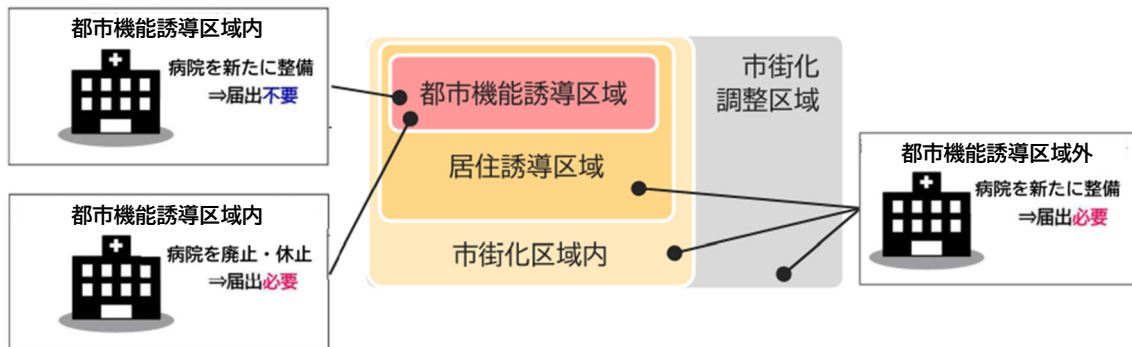 都市機能誘導区域内
病院を新たに整備
⇒届出不要
都市機能誘導区域内
病院を廃止・休止
⇒届出必要
都市機能誘導区域
居住誘導区域
市街化区域内
市街化
調整区域
都市機能誘導区域外
病院を新たに整備
⇒届出必要